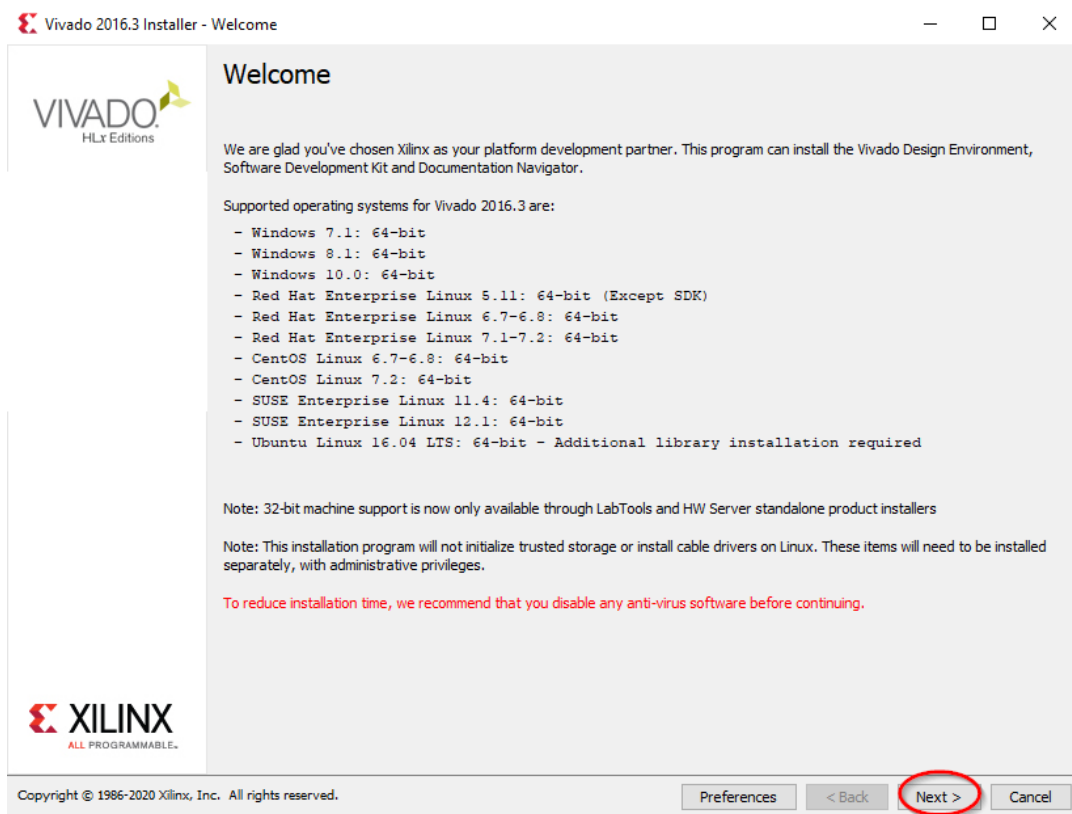 Vivado 2016.3 Installer - Welcome
VIVADO.
HLx Editions
Welcome
We are glad you've chosen Xilinx as your platform development partner. This program can install the Vivado Design Environment,
Software Development Kit and Documentation Navigator.
Supported operating systems for Vivado 2016.3 are:
- Windows 7.1: 64-bit
- Windows 8.1: 64-bit
- Windows 10.0: 64-bit
- Red Hat Enterprise Linux 5.11: 64-bit (Except SDK)
- Red Hat Enterprise Linux 6.7-6.8: 64-bit
- Red Hat Enterprise Linux 7.1-7.2: 64-bit
- CentOS Linux 6.7-6.8: 64-bit
- CentOS Linux 7.2: 64-bit
- SUSE Enterprise Linux 11.4: 64-bit
- SUSE Enterprise Linux 12.1: 64-bit
- Ubuntu Linux 16.04 LTS: 64-bit - Additional library installation required
Note: 32-bit machine support is now only available through LabTools and HW Server standalone product installers
Note: This installation program will not initialize trusted storage or install cable drivers on Linux. These items will need to be installed
separately, with administrative privileges.
To reduce installation time, we recommend that you disable any anti-virus software before continuing.
XILINX
ALL PROGRAMMABLE™
Copyright © 1986-2020 Xilinx, Inc. All rights reserved.
Preferences < Back Next > Cancel